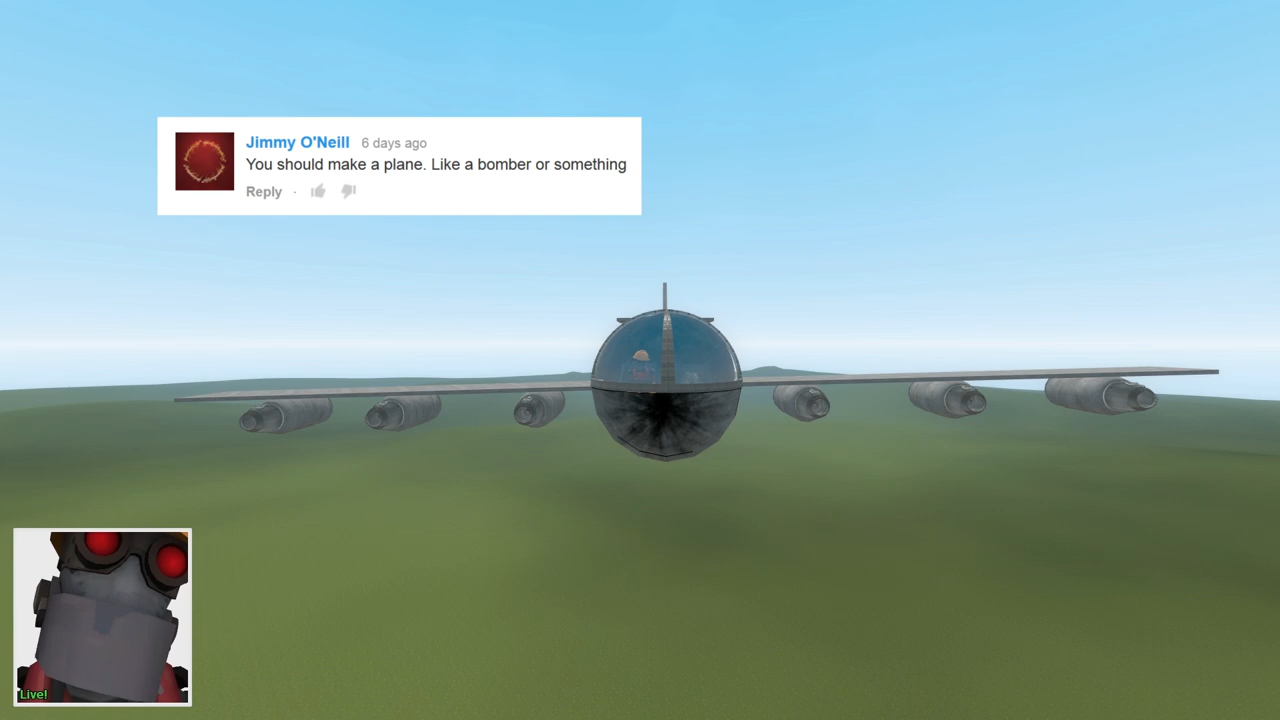 Jimmy O'Neill 6 days ago
You should make a plane. Like a bomber or something
Reply ·
Live!